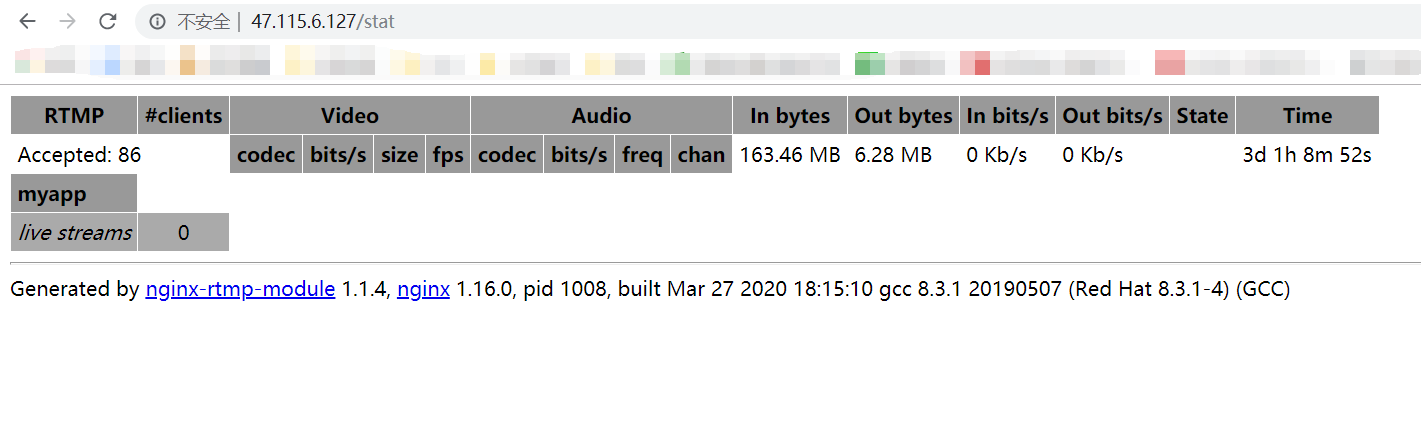 不安全 | 47.115.6.127/stat
RTMP #clients Video Audio In bytes Out bytes In bits/s Out bits/s State Time
Accepted: 86 codec bits/s size fps codec bits/s freq chan 163.46 MB 6.28 MB 0 Kb/s 0 Kb/s 3d 1h 8m 52s
myapp
live streams 0
Generated by nginx-rtmp-module 1.1.4, nginx 1.16.0, pid 1008, built Mar 27 2020 18:15:10 gcc 8.3.1 20190507 (Red Hat 8.3.1-4) (GCC)